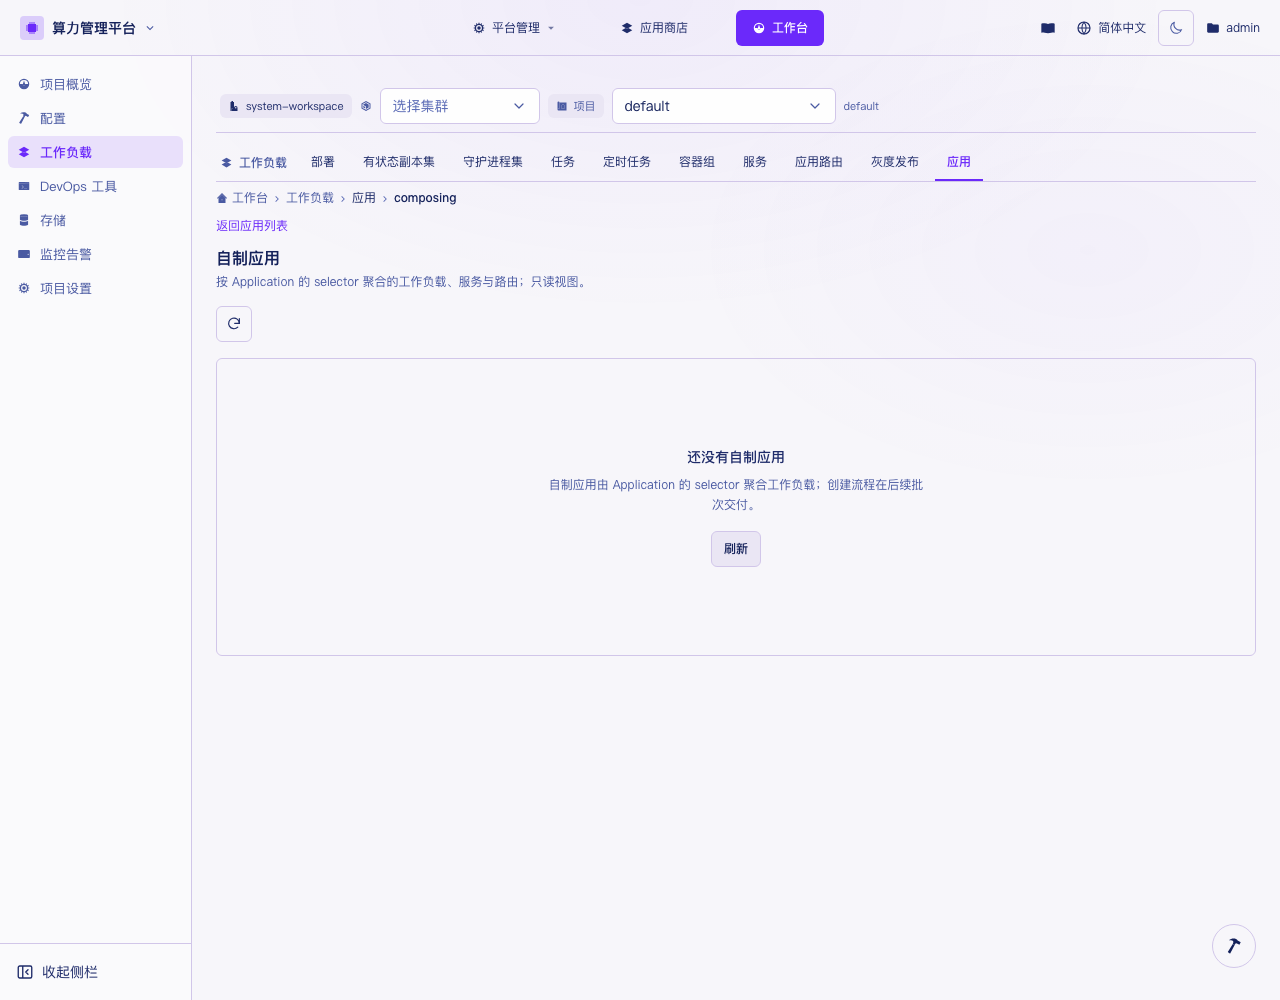 算力管理平台
平台管理
应用商店
工作台
简体中文
admin
项目概览
配置
工作负载
DevOps 工具
存储
监控告警
项目设置
收起侧栏
system-workspace
选择集群
项目
default
default
工作负载
部署
有状态副本集
守护进程集
任务
定时任务
容器组
服务
应用路由
灰度发布
应用
工作台 › 工作负载 › 应用 › composing
返回应用列表
自制应用
按 Application 的 selector 聚合的工作负载、服务与路由；只读视图。
还没有自制应用
自制应用由 Application 的 selector 聚合工作负载；创建流程在后续批
次交付。
刷新